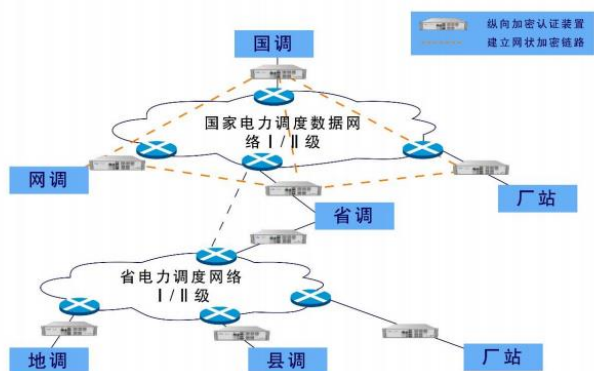 国调
纵向加密认证装置
建立网状加密链路
国家电力调度数据网
络Ⅰ/Ⅱ级
网调
厂站
省调
省电力调度网络
Ⅰ/Ⅱ级
地调
县调
厂站